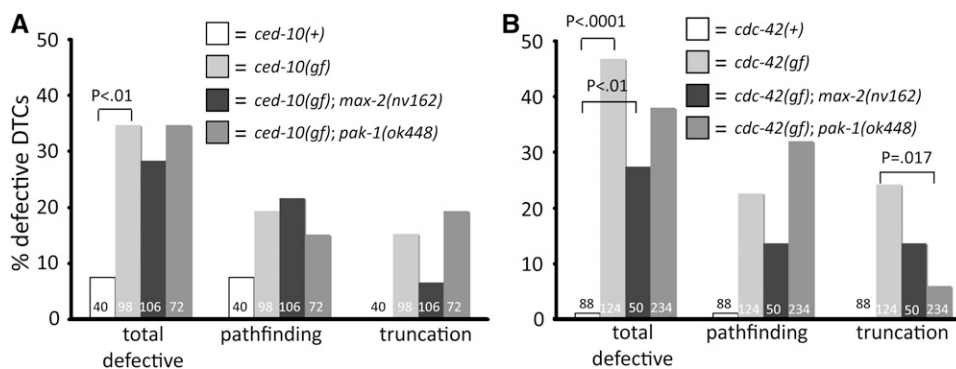 A
% defective DTCs
50
40
30
20
10
0
P<.01
= ced-10(+)
= ced-10(gf)
= ced-10(gf); max-2(nv162)
= ced-10(gf); pak-1(ok448)
40 98 106 72
40 98 106 72
40 98 106 72
total defective
pathfinding
truncation
B
50
40
30
20
10
0
P<.0001
P<.01
P=.017
= cdc-42(+)
= cdc-42(gf)
= cdc-42(gf); max-2(nv162)
= cdc-42(gf); pak-1(ok448)
88 124 50 234
88 124 50 234
88 124 50 234
total defective
pathfinding
truncation